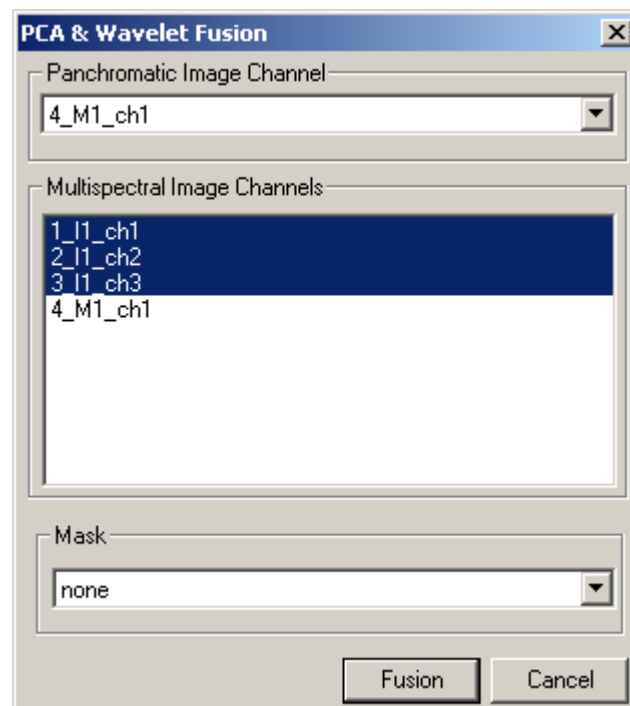 PCA & Wavelet Fusion
Panchromatic Image Channel
4_M1_ch1
Multispectral Image Channels
1_I1_ch1
2_I1_ch2
3_I1_ch3
4_M1_ch1
Mask
none
Fusion Cancel